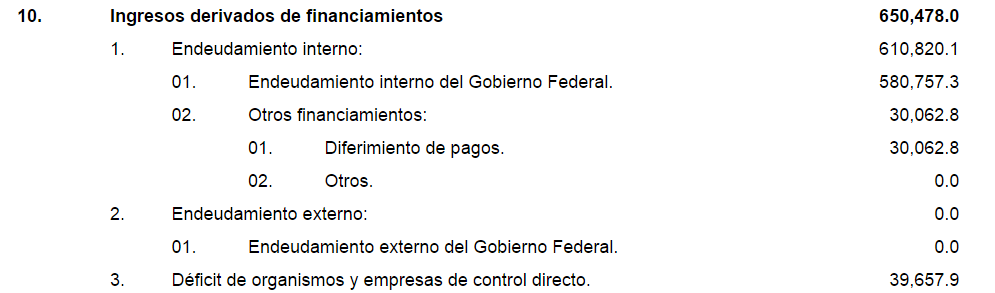 10. Ingresos derivados de financiamientos 650,478.0
1. Endeudamiento interno: 610,820.1
01. Endeudamiento interno del Gobierno Federal. 580,757.3
02. Otros financiamientos: 30,062.8
01. Diferimiento de pagos. 30,062.8
02. Otros. 0.0
2. Endeudamiento externo: 0.0
01. Endeudamiento externo del Gobierno Federal. 0.0
3. Déficit de organismos y empresas de control directo. 39,657.9